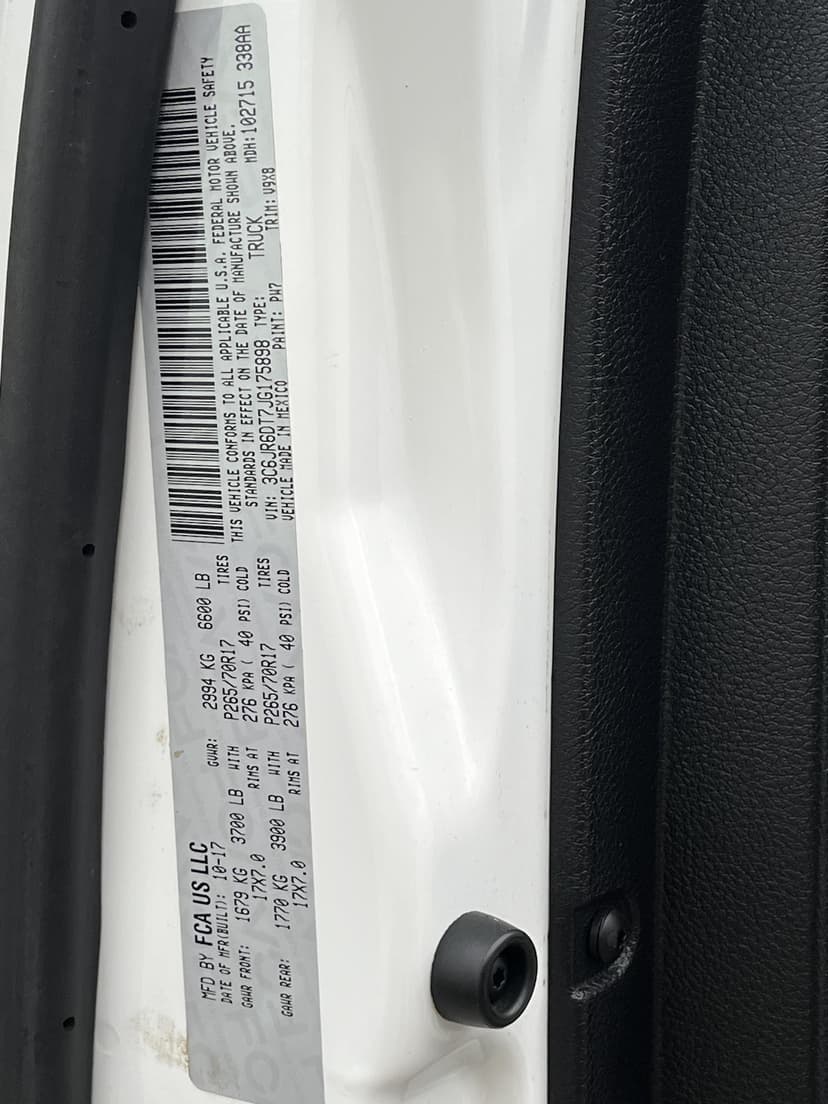 MFD BY FCA US LLC
DATE OF MFR(BUILT): 10-17
GVWR: 2994 KG 6600 LB
GAWR FRONT: 1679 KG 3700 LB WITH P265/70R17 TIRES
17X7.0 RIMS AT 276 KPA ( 40 PSI) COLD
GAWR REAR: 1770 KG 3900 LB WITH P265/70R17 TIRES
17X7.0 RIMS AT 276 KPA ( 40 PSI) COLD
THIS VEHICLE CONFORMS TO ALL APPLICABLE U.S.A. FEDERAL MOTOR VEHICLE SAFETY
STANDARDS IN EFFECT ON THE DATE OF MANUFACTURE SHOWN ABOVE.
VIN: 3C6JR6DT7JG175898 TYPE: TRUCK MDH:102715 338AA
VEHICLE MADE IN MEXICO PAINT: PW7 TRIM: V9X8